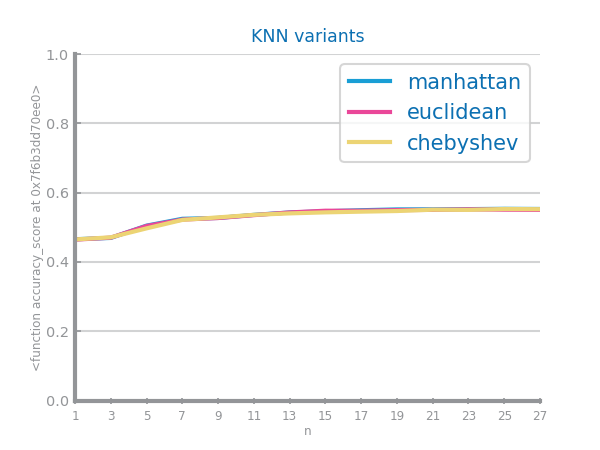 KNN variants
<function accuracy_score at 0x7f6b3dd70ee0>
1.0
0.8
0.6
0.4
0.2
0.0
manhattan
euclidean
chebyshev
1 3 5 7 9 11 13 15 17 19 21 23 25 27
n